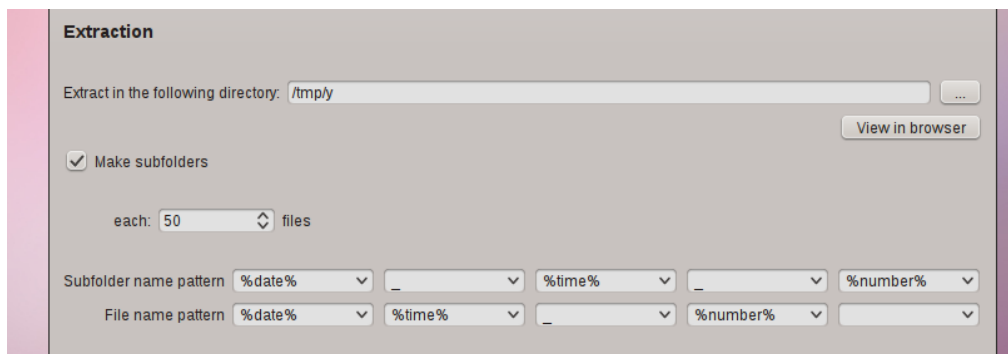 Extraction
Extract in the following directory: /tmp/y ...
View in browser
Make subfolders
each: 50 files
Subfolder name pattern %date% _ %time% _ %number%
File name pattern %date% %time% _ %number%